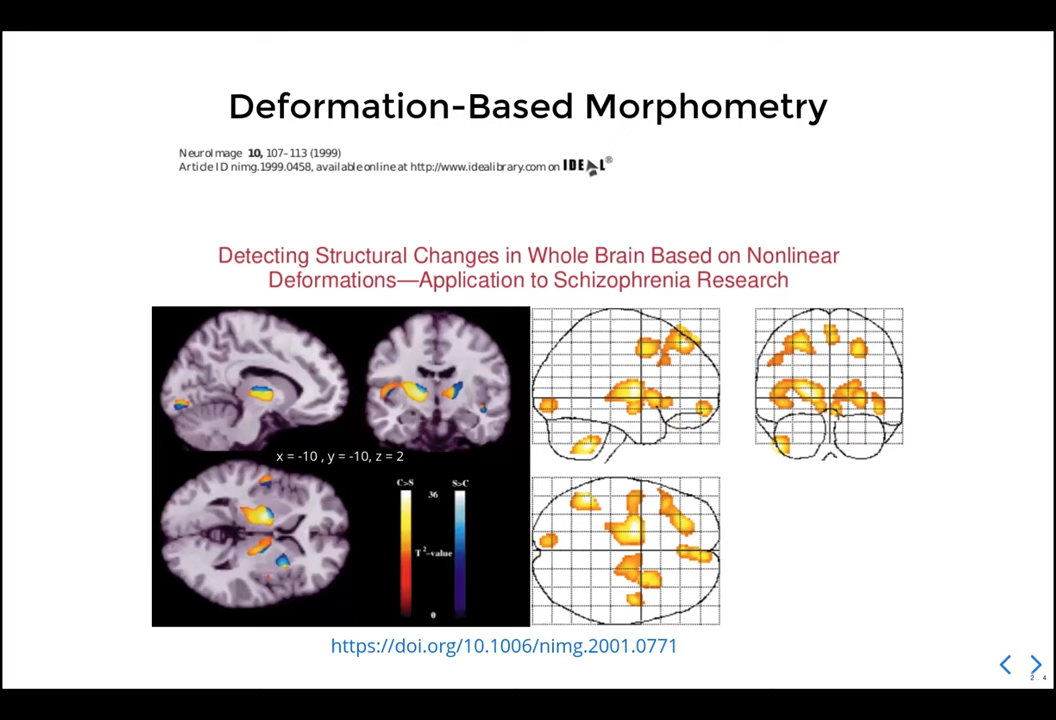 Deformation-Based Morphometry
NeuroImage 10, 107–113 (1999)
Article ID nimg.1999.0458, available online at http://www.idealibrary.com on IDEAL®
Detecting Structural Changes in Whole Brain Based on Nonlinear
Deformations—Application to Schizophrenia Research
x = -10 , y = -10, z = 2
C>S
S>C
36
T²-value
0
https://doi.org/10.1006/nimg.2001.0771
2 . 4